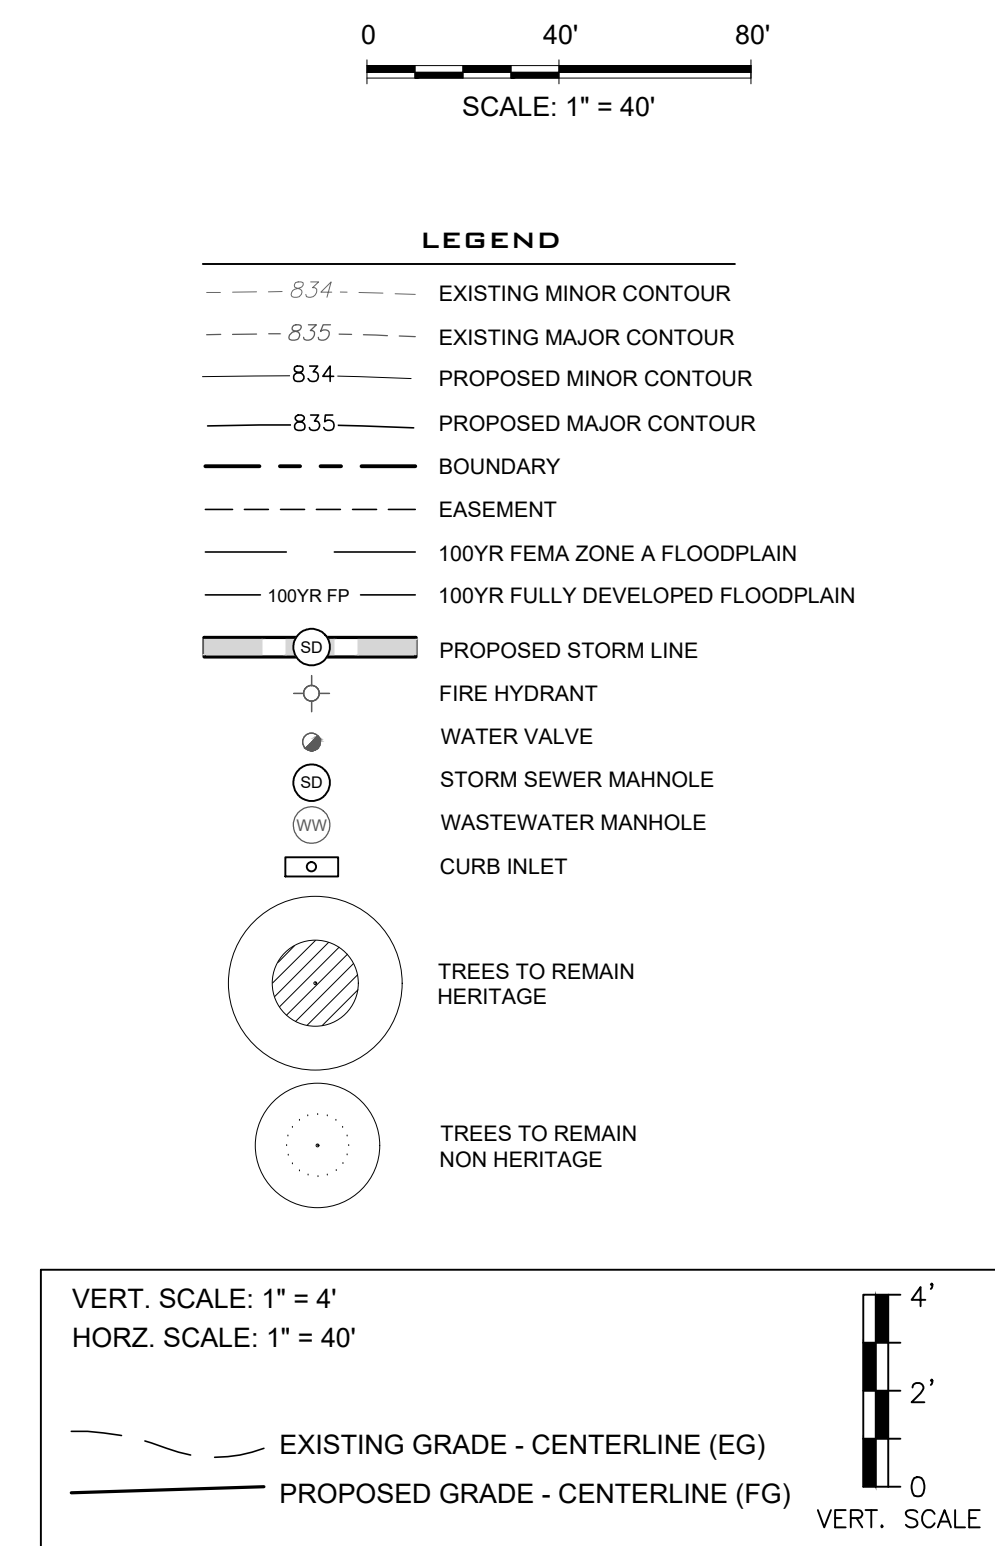 0 40' 80'
SCALE: 1" = 40'
LEGEND
834 EXISTING MINOR CONTOUR
835 EXISTING MAJOR CONTOUR
834 PROPOSED MINOR CONTOUR
835 PROPOSED MAJOR CONTOUR
BOUNDARY
EASEMENT
100YR FEMA ZONE A FLOODPLAIN
100YR FP 100YR FULLY DEVELOPED FLOODPLAIN
SD PROPOSED STORM LINE
FIRE HYDRANT
WATER VALVE
SD STORM SEWER MAHNOLE
WW WASTEWATER MANHOLE
CURB INLET
TREES TO REMAIN
HERITAGE
TREES TO REMAIN
NON HERITAGE
VERT. SCALE: 1" = 4'
HORZ. SCALE: 1" = 40'
EXISTING GRADE - CENTERLINE (EG)
PROPOSED GRADE - CENTERLINE (FG)
4'
2'
0
VERT. SCALE